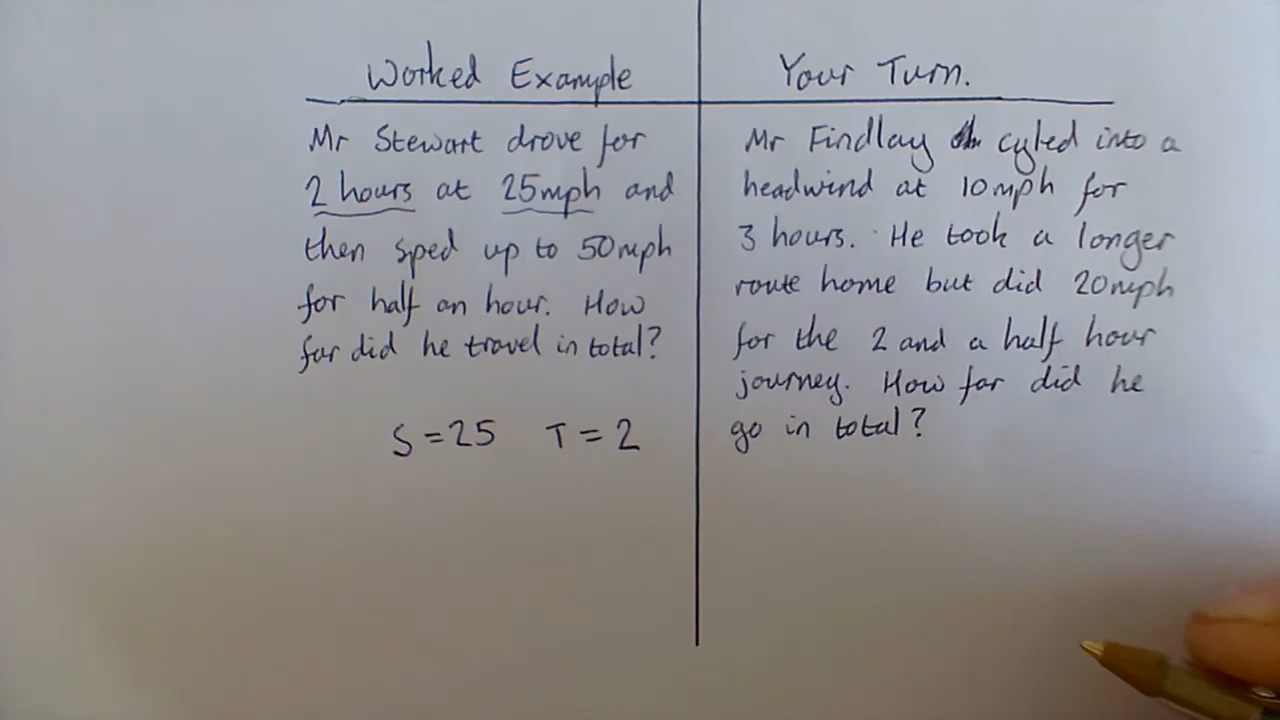 Worked Example
Mr Stewart drove for
2 hours at 25mph and
then sped up to 50mph
for half an hour. How
far did he travel in total?
S = 25 T = 2
Your Turn.
Mr Findlay cyled into a
headwind at 10mph for
3 hours. He took a longer
route home but did 20mph
for the 2 and a half hour
journey. How far did he
go in total?